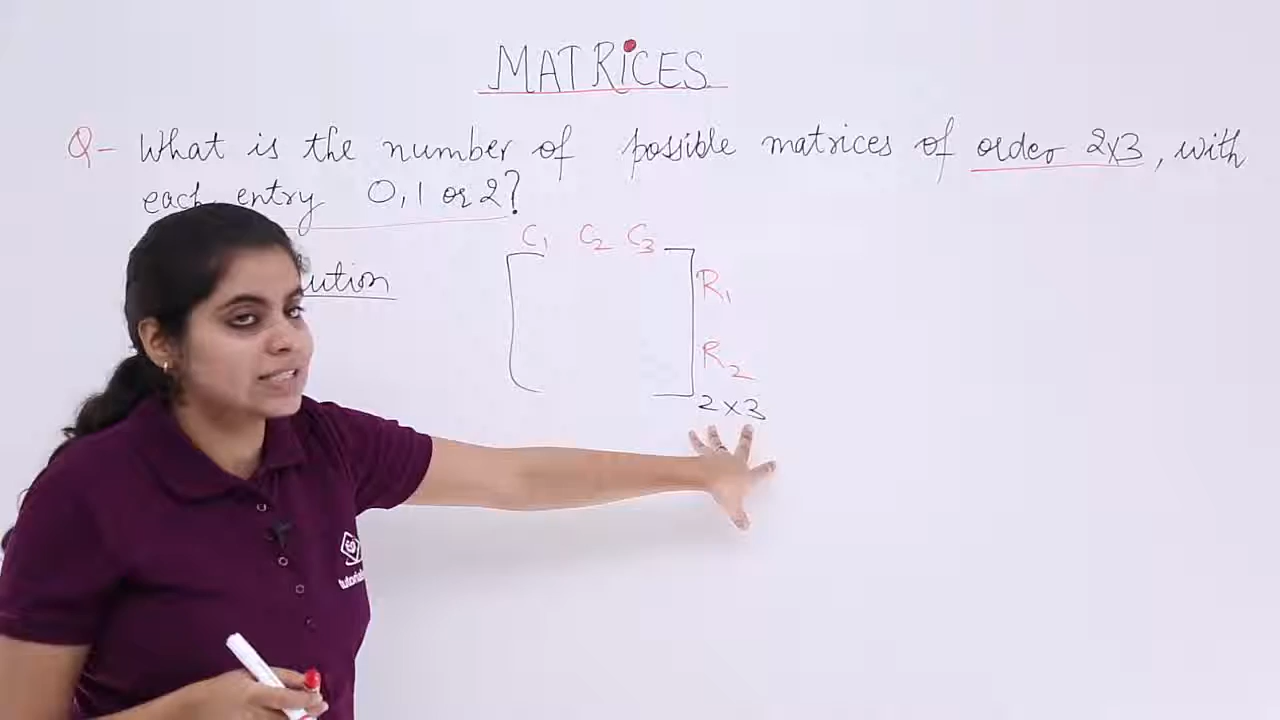 MATRiCES
Q- What is the number of possible matrices of order 2x3, with
each entry 0,1 or 2?
C1 C2 C3
R1
R2
2 x 3